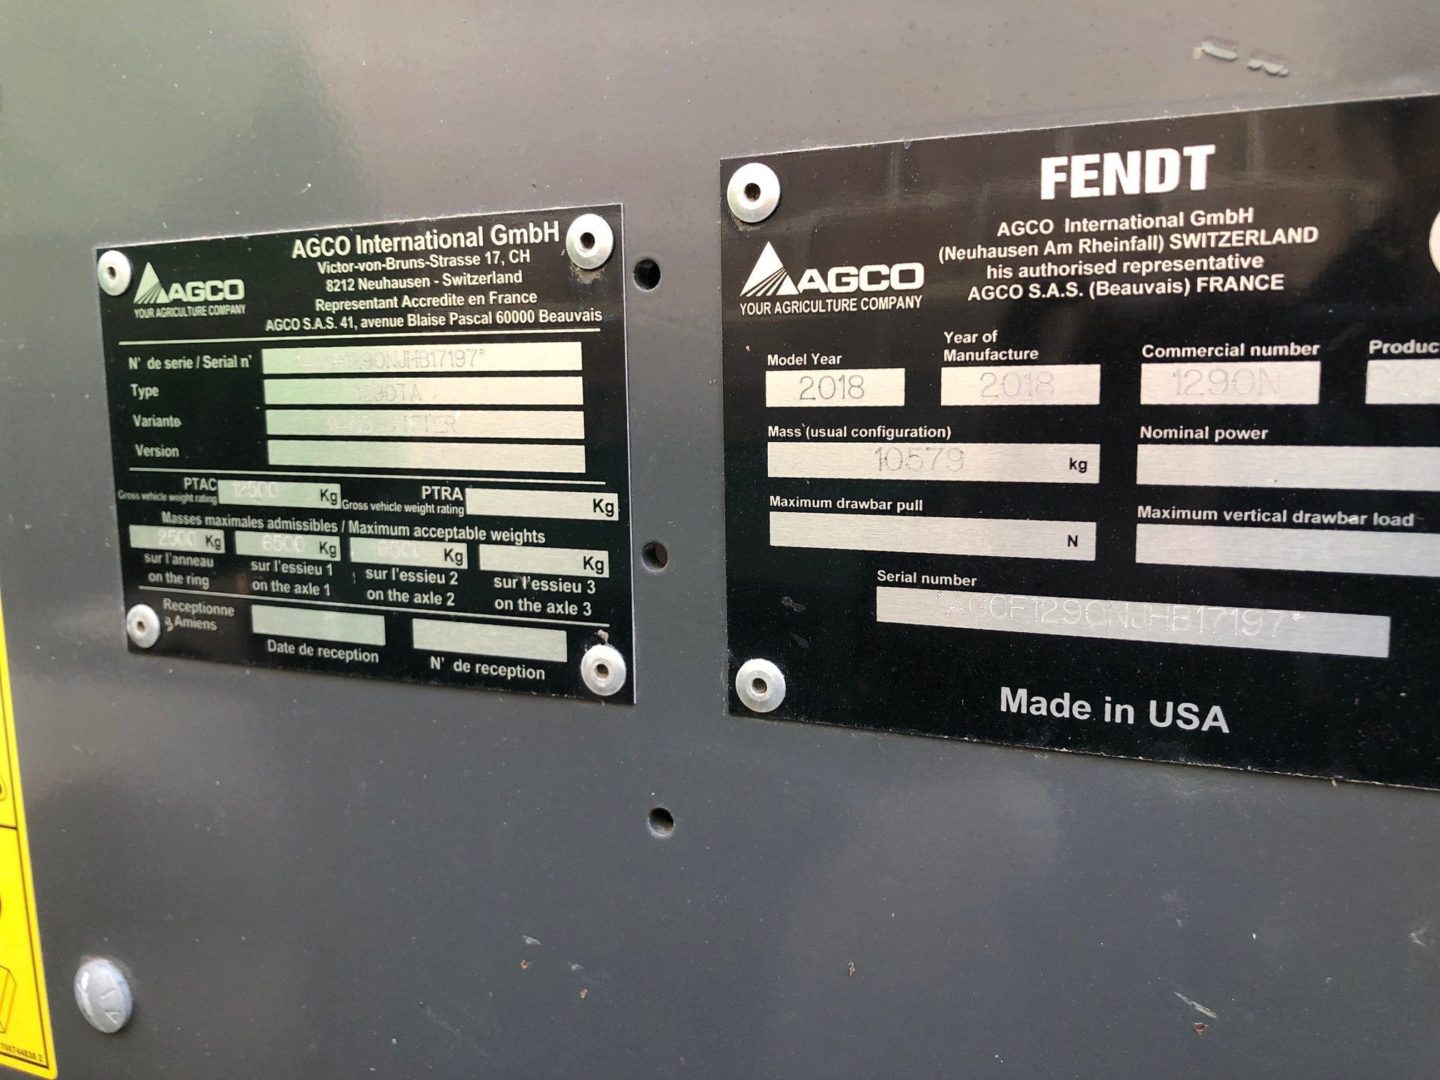 AGCO
YOUR AGRICULTURE COMPANY
AGCO International GmbH
Victor-von-Bruns-Strasse 17, CH
8212 Neuhausen - Switzerland
Representant Accredite en France
AGCO S.A.S. 41, avenue Blaise Pascal 60000 Beauvais
N' de serie / Serial n'
Type 1290TA
Variante
Version
PTAC 12500 Kg
Gross vehicle weight rating
PTRA Kg
Gross vehicle weight rating
Masses maximales admissibles / Maximum acceptable weights
2500 Kg 6500 Kg Kg Kg
sur l'anneau sur l'essieu 1 sur l'essieu 2 sur l'essieu 3
on the ring on the axle 1 on the axle 2 on the axle 3
Receptionne
a Amiens
Date de reception N' de reception
FENDT
AGCO International GmbH
(Neuhausen Am Rheinfall) SWITZERLAND
his authorised representative
AGCO S.A.S. (Beauvais) FRANCE
AGCO
YOUR AGRICULTURE COMPANY
Model Year
2018
Year of
Manufacture
2018
Commercial number
1290N
Produc
Mass (usual configuration)
10579 kg
Nominal power
Maximum drawbar pull
N
Maximum vertical drawbar load
Serial number
*AGCF1290NJHB17197*
Made in USA